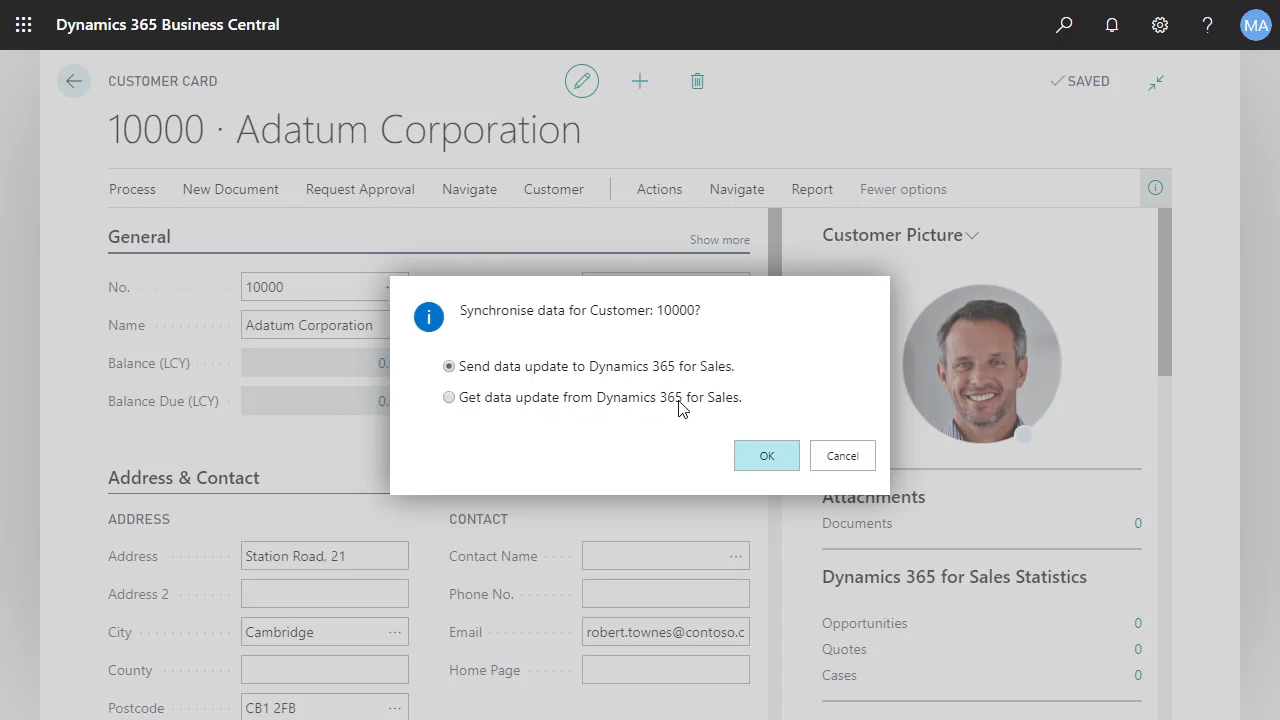 Dynamics 365 Business Central
MA
CUSTOMER CARD
SAVED
10000 · Adatum Corporation
Process New Document Request Approval Navigate Customer Actions Navigate Report Fewer options
General
Show more
Customer Picture
No. 10000
Name Adatum Corporation
Balance (LCY) 0.
Balance Due (LCY) 0.
Synchronise data for Customer: 10000?
Send data update to Dynamics 365 for Sales.
Get data update from Dynamics 365 for Sales.
OK Cancel
Address & Contact
ADDRESS
Address Station Road, 21
Address 2
City Cambridge
County
Postcode CB1 2FB
CONTACT
Contact Name
Phone No.
Email robert.townes@contoso.c
Home Page
Attachments
Documents 0
Dynamics 365 for Sales Statistics
Opportunities 0
Quotes 0
Cases 0